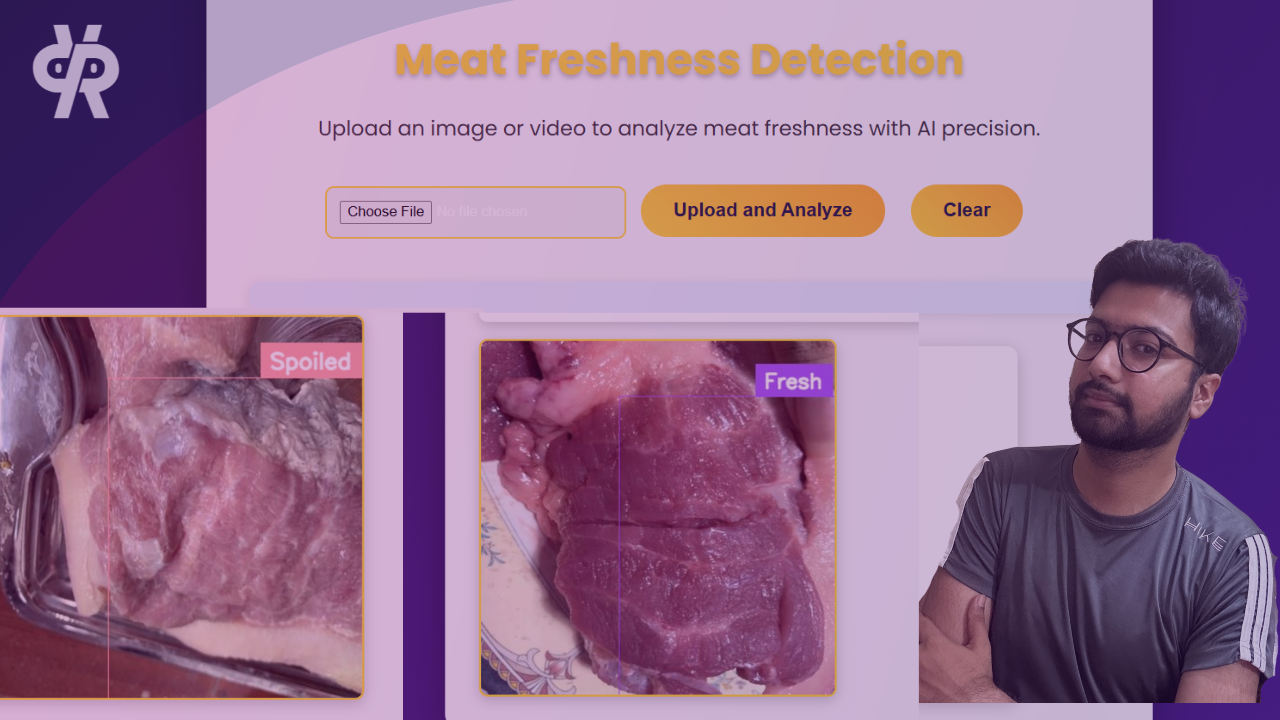 Meat Freshness Detection
Upload an image or video to analyze meat freshness with AI precision.
Choose File No file chosen
Upload and Analyze
Clear
Spoiled
Fresh
HIKE